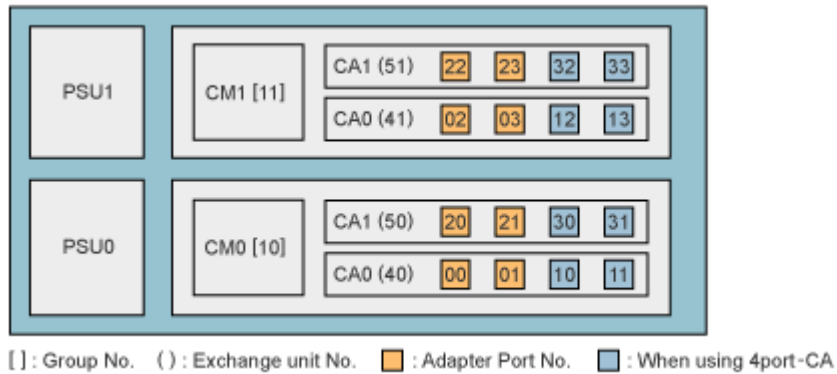 PSU1
CM1 [11]
CA1 (51) 22 23 32 33
CA0 (41) 02 03 12 13
PSU0
CM0 [10]
CA1 (50) 20 21 30 31
CA0 (40) 00 01 10 11
[ ] : Group No. ( ) : Exchange unit No. : Adapter Port No. : When using 4port-CA